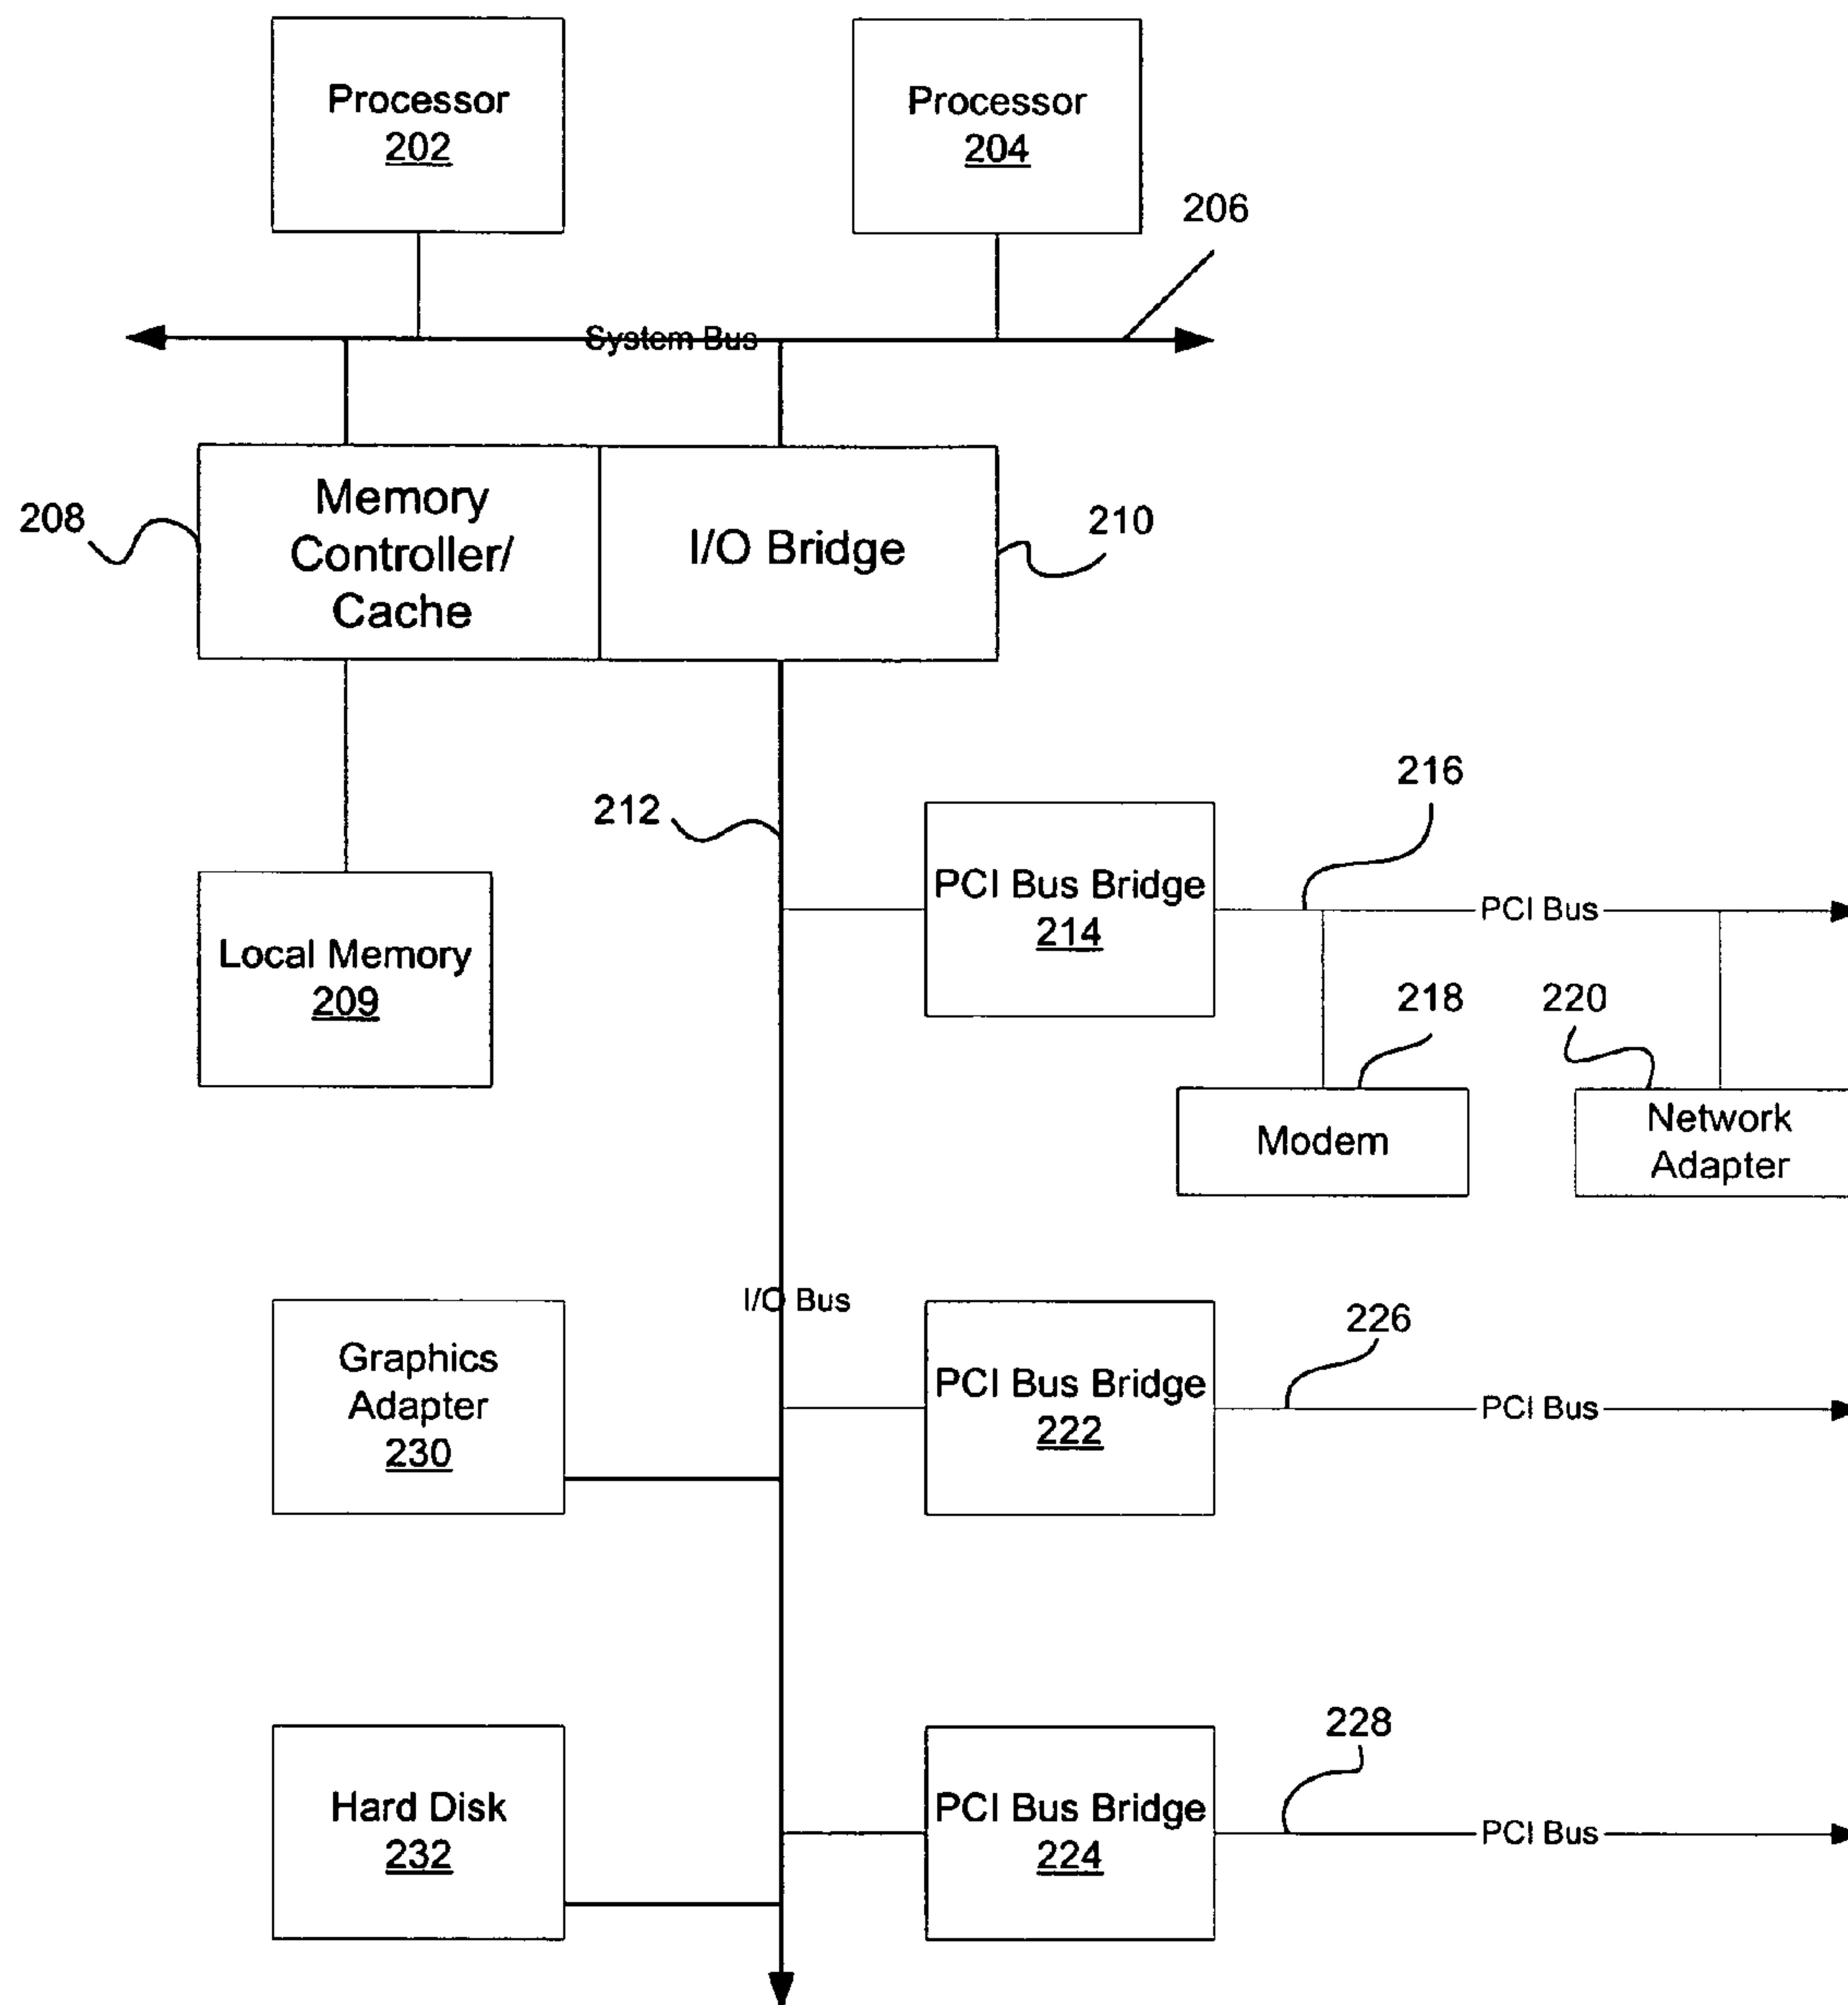 Processor
202
Processor
204
206
System Bus
208
Memory
Controller/
Cache
I/O Bridge
210
212
216
PCI Bus Bridge
214
PCI Bus
Local Memory
209
218
220
Modem
Network
Adapter
I/O Bus
Graphics
Adapter
230
PCI Bus Bridge
222
226
PCI Bus
Hard Disk
232
PCI Bus Bridge
224
228
PCI Bus